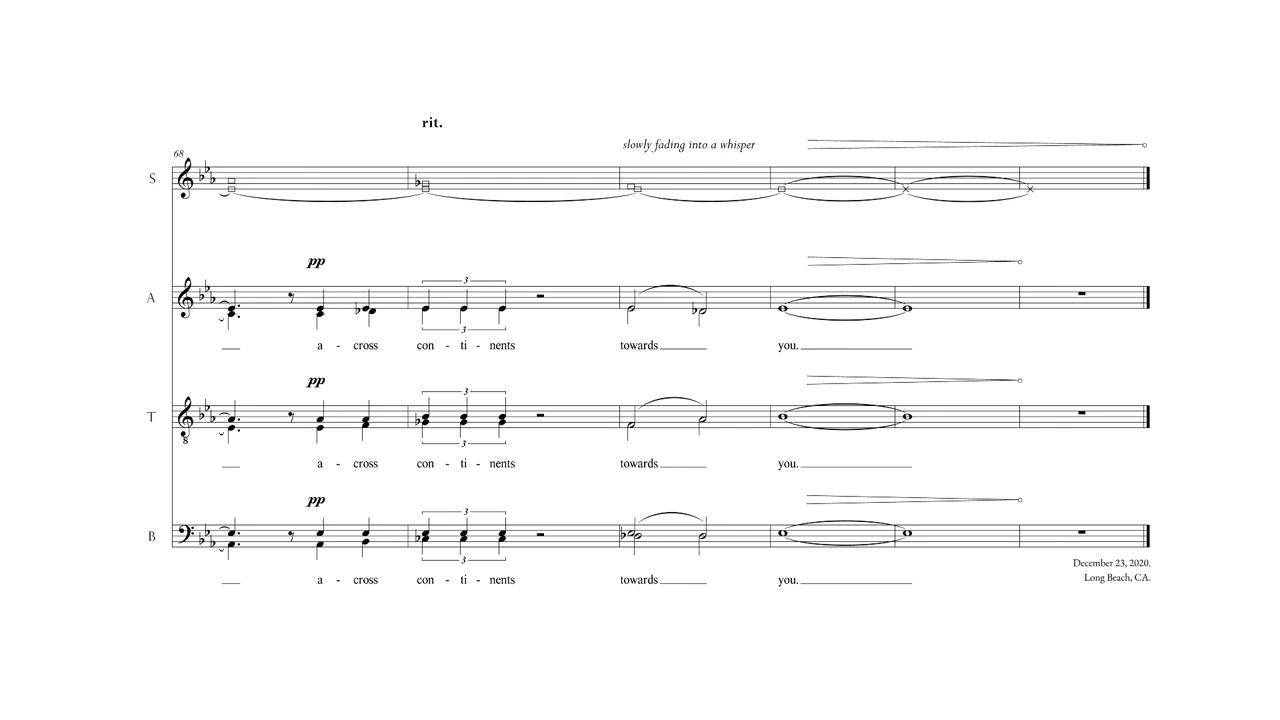 rit.
slowly fading into a whisper
68
S
pp
3
A
3
a - cross con - ti - nents towards you.
pp
3
T
8
3
a - cross con - ti - nents towards you.
pp
3
B
3
December 23, 2020.
Long Beach, CA.
a - cross con - ti - nents towards you.